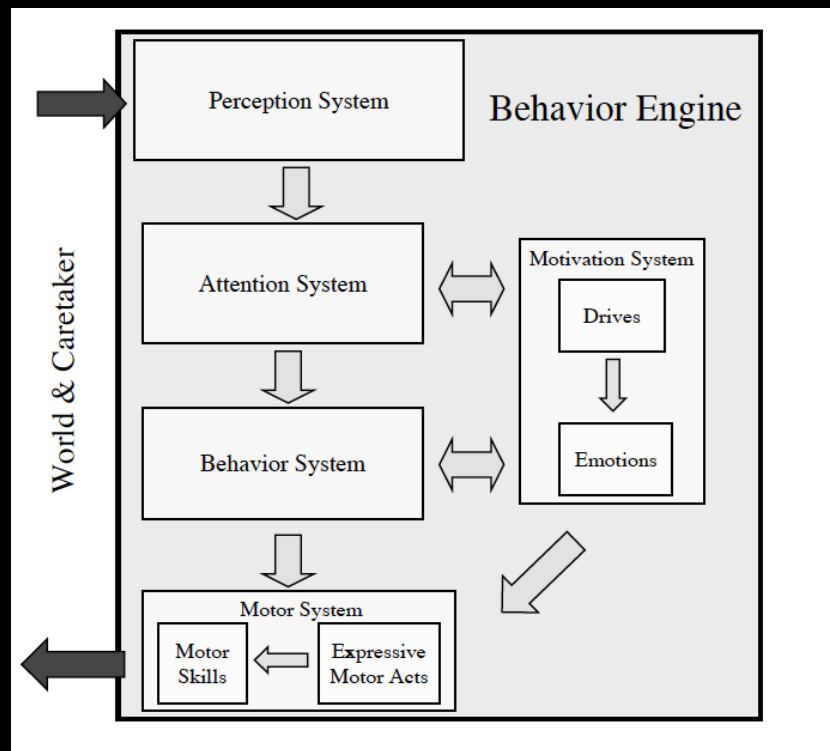 Perception System
Behavior Engine
World & Caretaker
Attention System
Motivation System
Drives
Behavior System
Emotions
Motor System
Motor
Skills
Expressive
Motor Acts